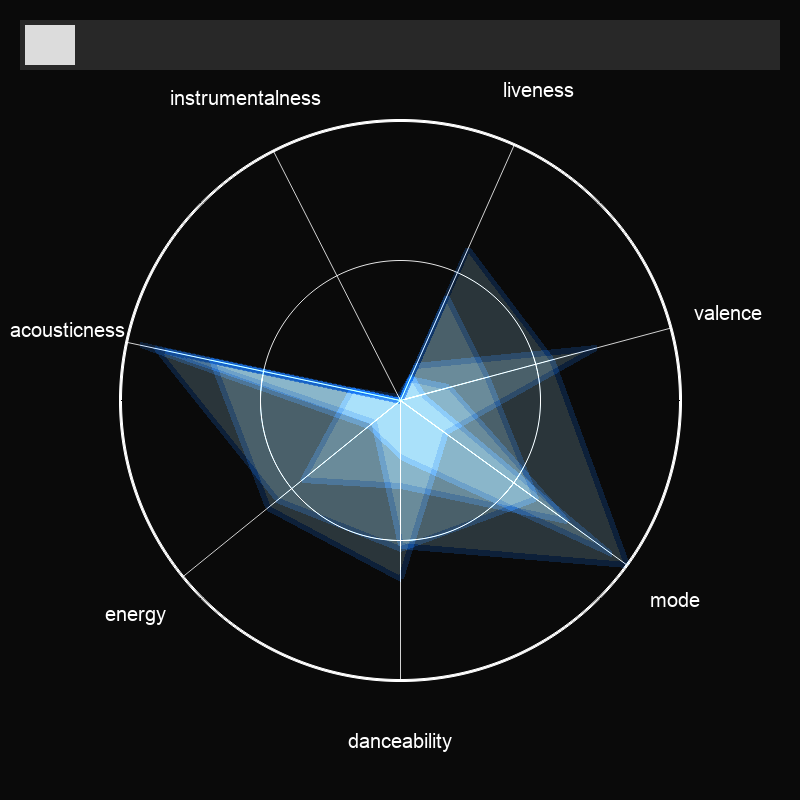 liveness
instrumentalness
valence
acousticness
mode
energy
danceability